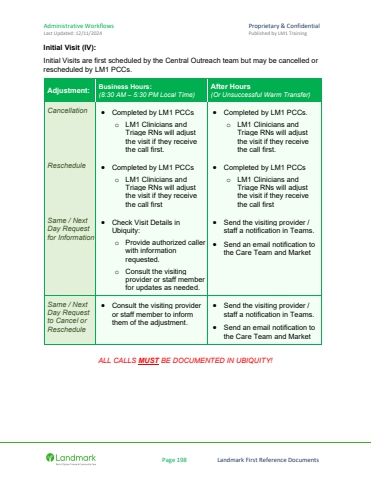 Administrative Workflows
Proprietary & Confidential
Last Updated: 12/11/2024
Published by LM1 Training
Initial Visit (IV):
Initial Visits are first scheduled by the Central Outreach team but may be cancelled or
rescheduled by LM1 PCCs.
Adjustment:
Business Hours:
(8:30 AM – 5:30 PM Local Time)
After Hours
(Or Unsuccessful Warm Transfer)
Cancellation
● Completed by LM1 PCCs
○ LM1 Clinicians and
Triage RNs will adjust
the visit if they receive
the call first.
● Completed by LM1 PCCs.
○ LM1 Clinicians and
Triage RNs will adjust
the visit if they receive
the call first.
Reschedule
● Completed by LM1 PCCs
○ LM1 Clinicians and
Triage RNs will adjust
the visit if they receive
the call first
● Completed by LM1 PCCs
○ LM1 Clinicians and
Triage RNs will adjust
the visit if they receive
the call first
Same / Next
Day Request
for Information
● Check Visit Details in
Ubiquity:
○ Provide authorized caller
with information
requested.
○ Consult the visiting
provider or staff member
for updates as needed.
● Send the visiting provider /
staff a notification in Teams.
● Send an email notification to
the Care Team and Market
Same / Next
Day Request
to Cancel or
Reschedule
● Consult the visiting provider
or staff member to inform
them of the adjustment.
● Send the visiting provider /
staff a notification in Teams.
● Send an email notification to
the Care Team and Market
ALL CALLS MUST BE DOCUMENTED IN UBIQUITY!
Landmark
Page 198
Landmark First Reference Documents